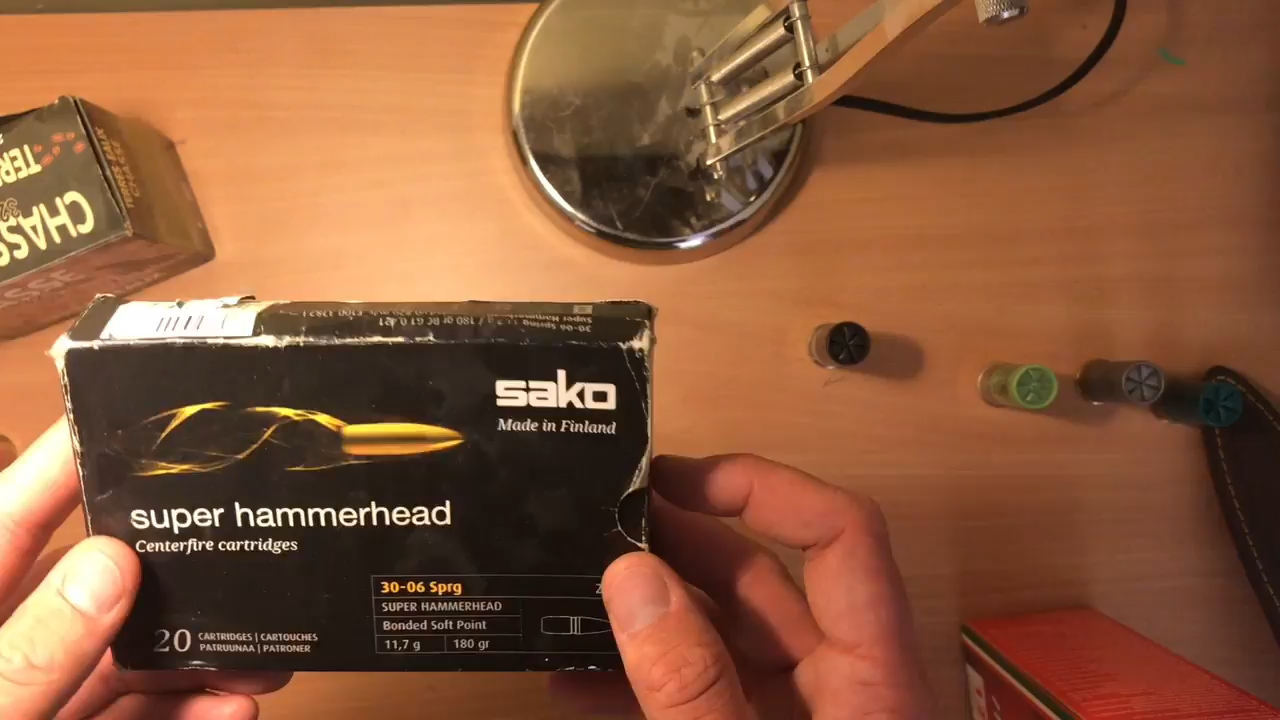 CHASS
sako
Made in Finland
super hammerhead
Centerfire cartridges
30-06 Sprg
SUPER HAMMERHEAD
Bonded Soft Point
11,7 g 180 gr
20 CARTRIDGES | CARTOUCHES
PATRUUNAA | PATRONER